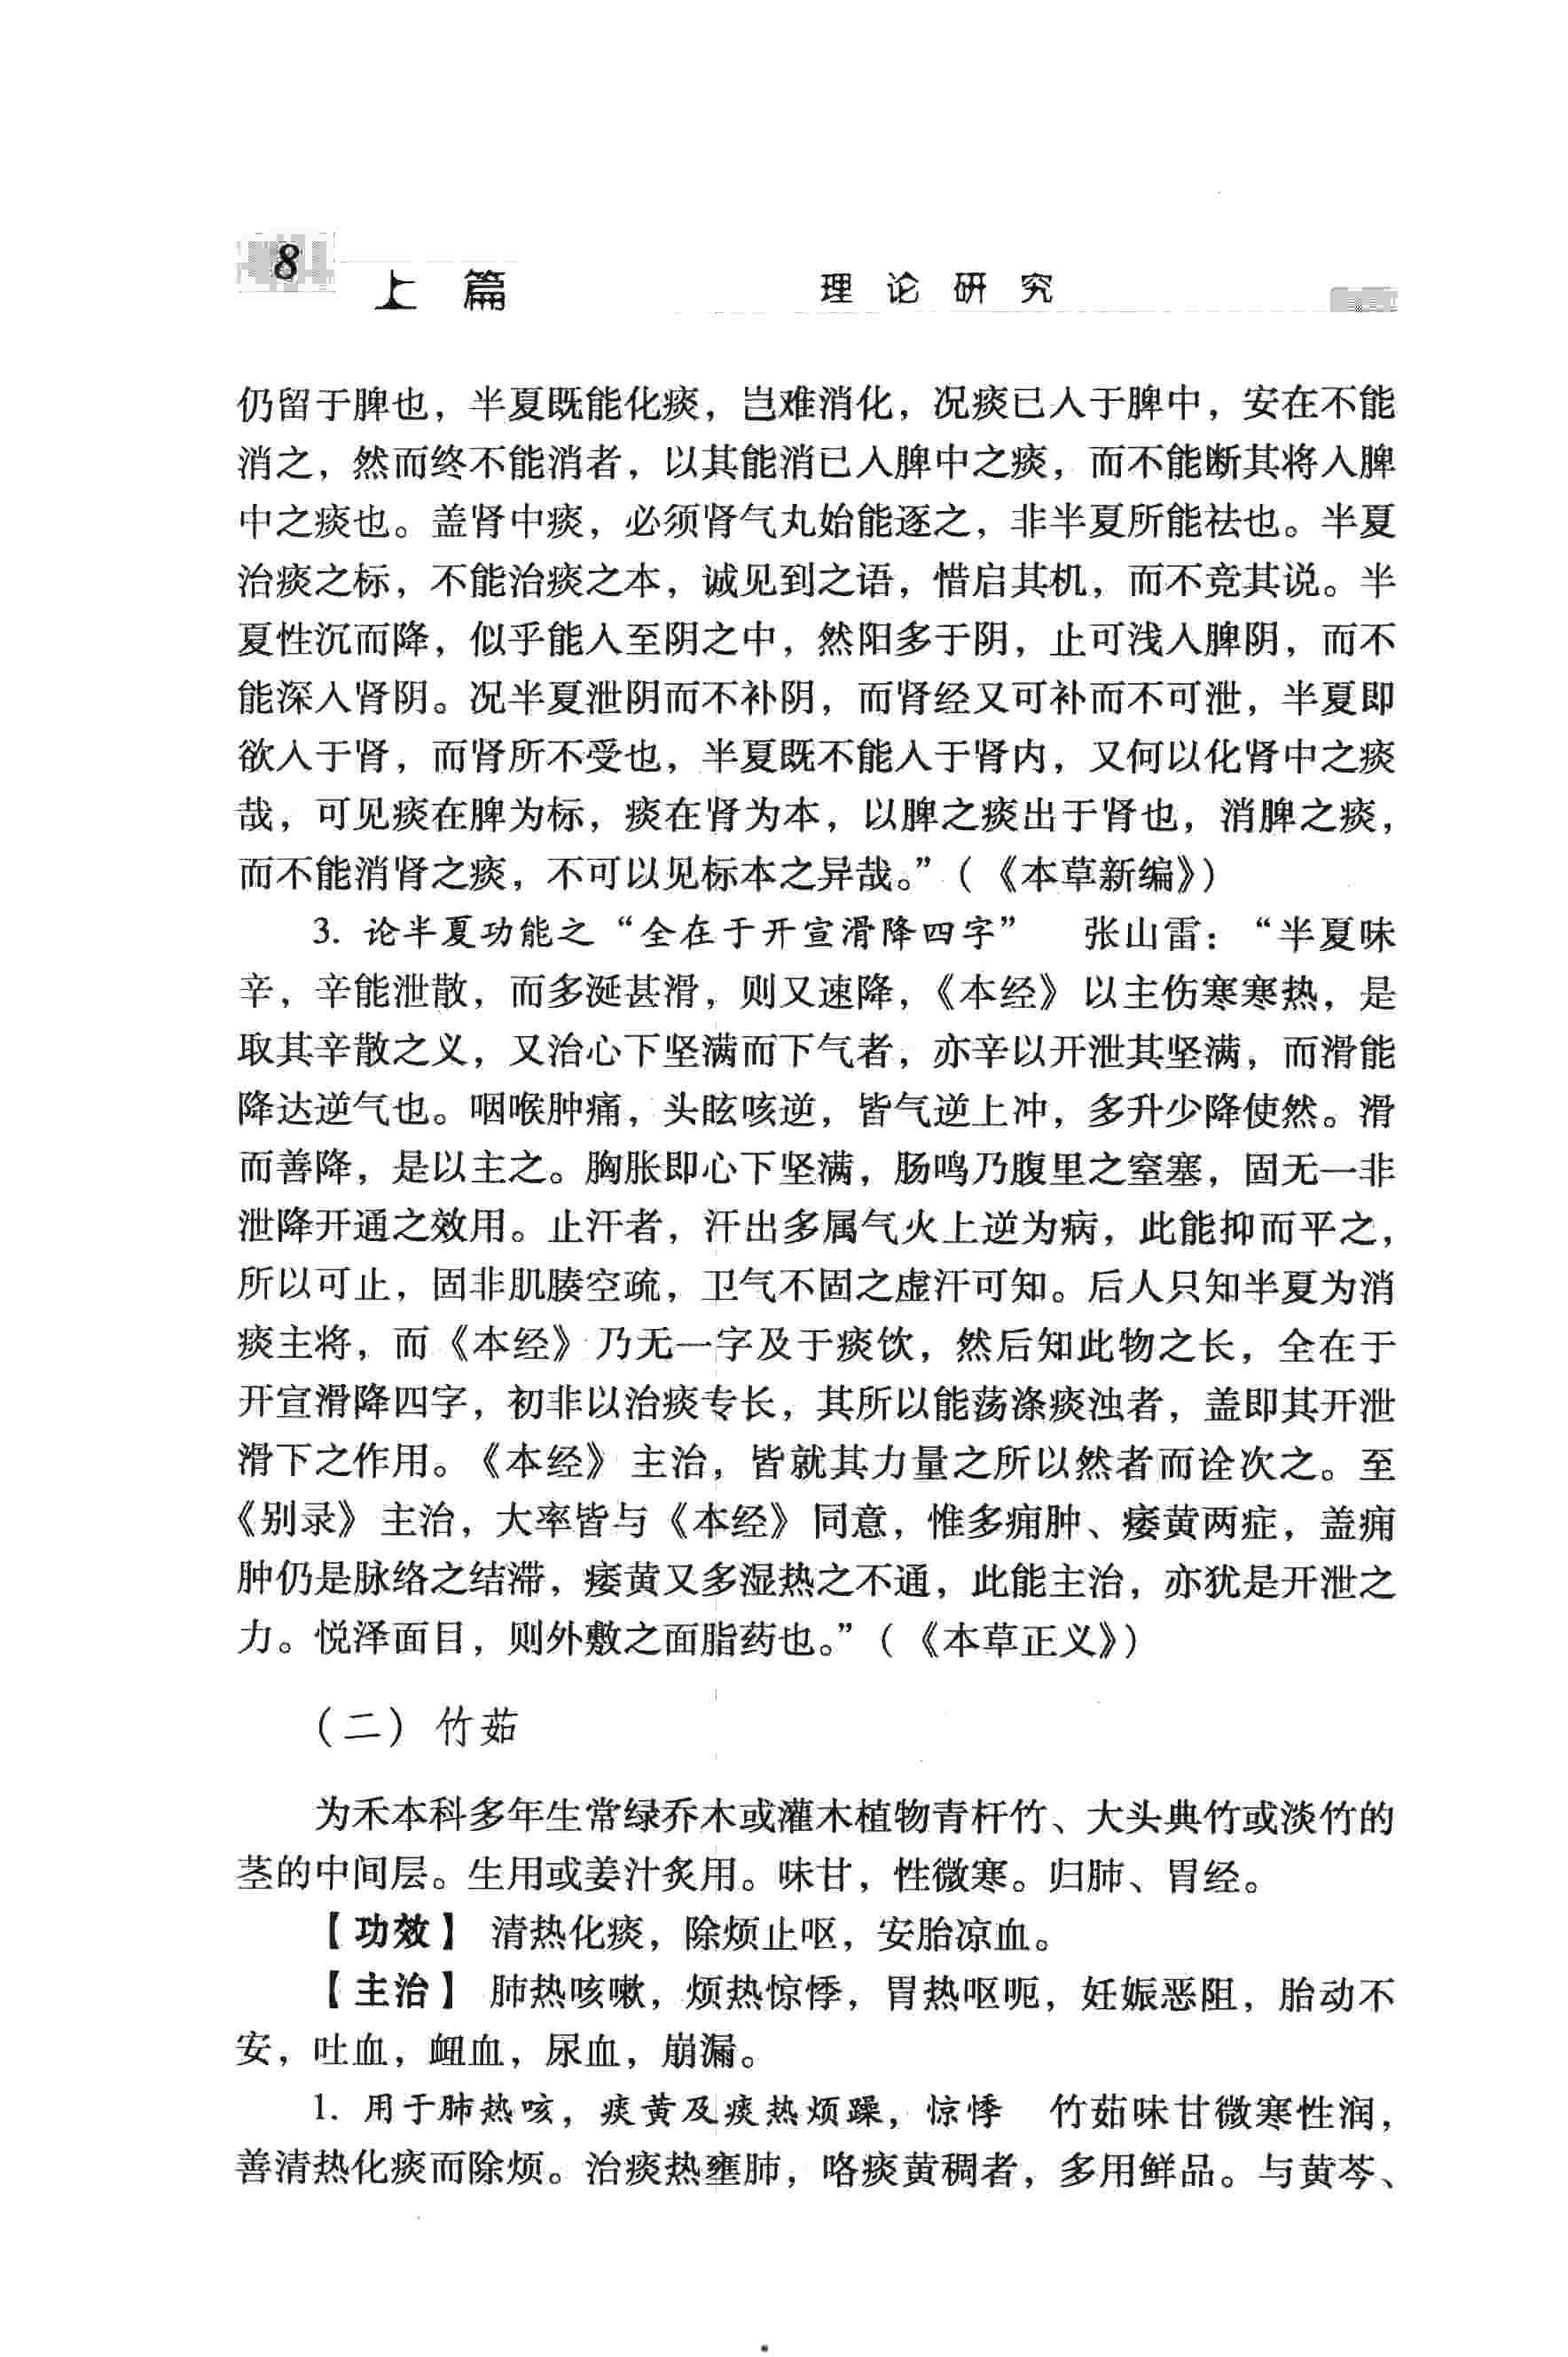 8
上 篇 理论研究
仍留于脾也，半夏既能化痰，岂难消化，况痰已入于脾中，安在不能
消之，然而终不能消者，以其能消已入脾中之痰，而不能断其将入脾
中之痰也。盖肾中痰，必须肾气丸始能逐之，非半夏所能祛也。半夏
治痰之标，不能治痰之本，诚见到之语，惜启其机，而不竞其说。半
夏性沉而降，似乎能入至阴之中，然阳多于阴，止可浅入脾阴，而不
能深入肾阴。况半夏泄阴而不补阴，而肾经又可补而不可泄，半夏即
欲入于肾，而肾所不受也，半夏既不能入于肾内，又何以化肾中之痰
哉，可见痰在脾为标，痰在肾为本，以脾之痰出于肾也，消脾之痰，
而不能消肾之痰，不可以见标本之异哉。”（《本草新编》）
3. 论半夏功能之“全在于开宣滑降四字” 张山雷：“半夏味
辛，辛能泄散，而多涎甚滑，则又速降，《本经》以主伤寒寒热，是
取其辛散之义，又治心下坚满而下气者，亦辛以开泄其坚满，而滑能
降达逆气也。咽喉肿痛，头眩咳逆，皆气逆上冲，多升少降使然。滑
而善降，是以主之。胸胀即心下坚满，肠鸣乃腹里之窒塞，固无一非
泄降开通之效用。止汗者，汗出多属气火上逆为病，此能抑而平之，
所以可止，固非肌腠空疏，卫气不固之虚汗可知。后人只知半夏为消
痰主将，而《本经》乃无一字及于痰饮，然后知此物之长，全在于
开宣滑降四字，初非以治痰专长，其所以能荡涤痰浊者，盖即其开泄
滑下之作用。《本经》主治，皆就其力量之所以然者而诠次之。至
《别录》主治，大率皆与《本经》同意，惟多痈肿、痿黄两症，盖痈
肿仍是脉络之结滞，痿黄又多湿热之不通，此能主治，亦犹是开泄之
力。悦泽面目，则外敷之面脂药也。”（《本草正义》）
（二）竹茹
为禾本科多年生常绿乔木或灌木植物青杆竹、大头典竹或淡竹的
茎的中间层。生用或姜汁炙用。味甘，性微寒。归肺、胃经。
【功效】 清热化痰，除烦止呕，安胎凉血。
【主治】 肺热咳嗽，烦热惊悸，胃热呕呃，妊娠恶阻，胎动不
安，吐血，衄血，尿血，崩漏。
1. 用于肺热咳，痰黄及痰热烦躁，惊悸 竹茹味甘微寒性润，
善清热化痰而除烦。治痰热壅肺，咯痰黄稠者，多用鲜品。与黄芩、